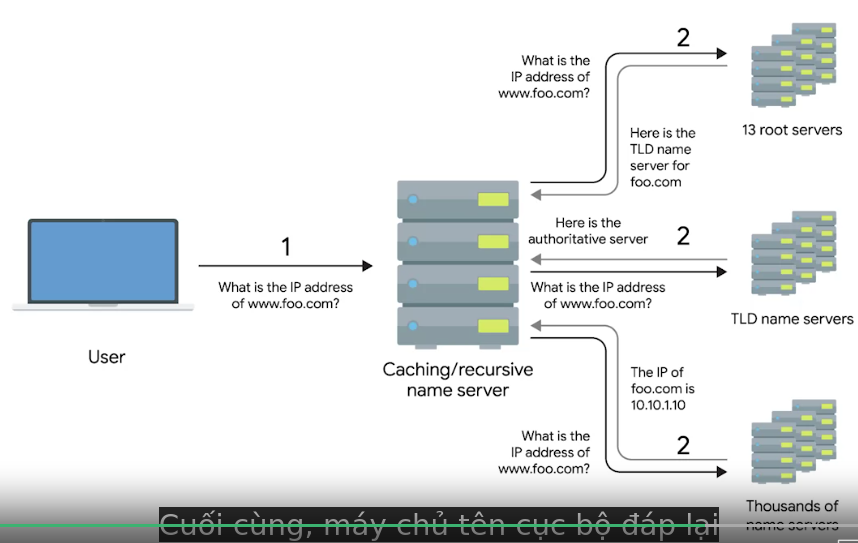 2
What is the
IP address of
www.foo.com?
13 root servers
Here is the
TLD name
server for
foo.com
1
What is the IP address
of www.foo.com?
User
Caching/recursive
name server
Here is the
authoritative server
2
What is the IP address
of www.foo.com?
TLD name servers
The IP of
foo.com is
10.10.1.10
What is the
IP address of
www.foo.com?
2
Thousands of
name servers
Cuối cùng, máy chủ tên cục bộ đáp lại